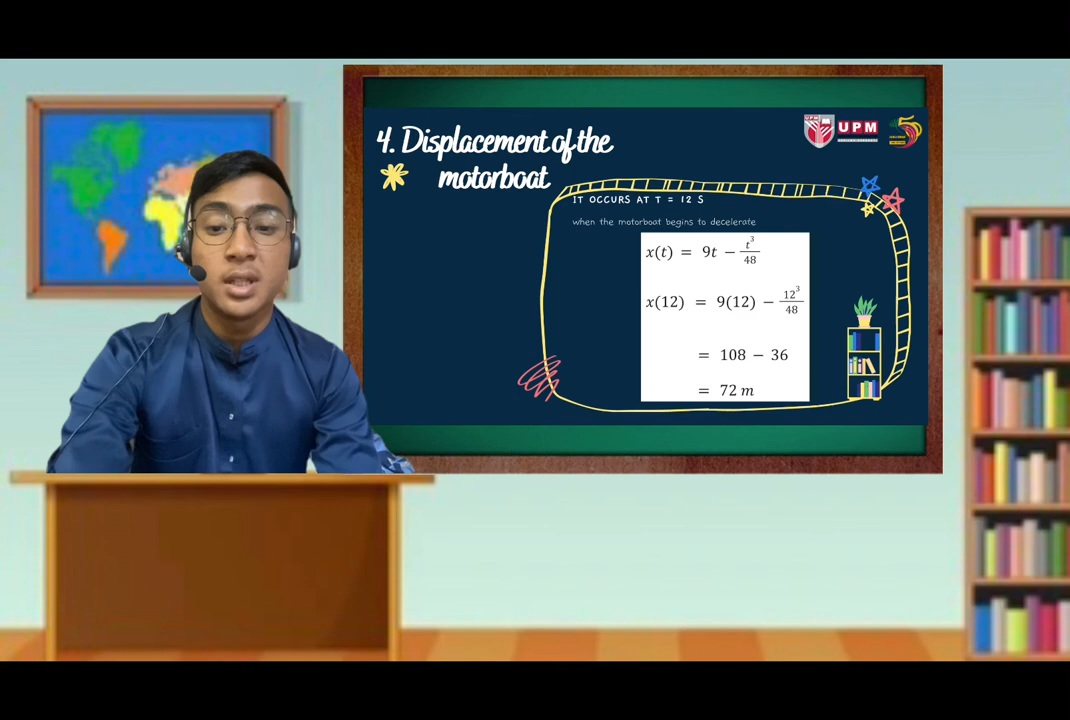 4. Displacement of the
motorboat
UPM
UPM
IT OCCURS AT T = 12 S
when the motorboat begins to decelerate
x(t) = 9t − t³/48
x(12) = 9(12) − 12³/48
= 108 − 36
= 72 m